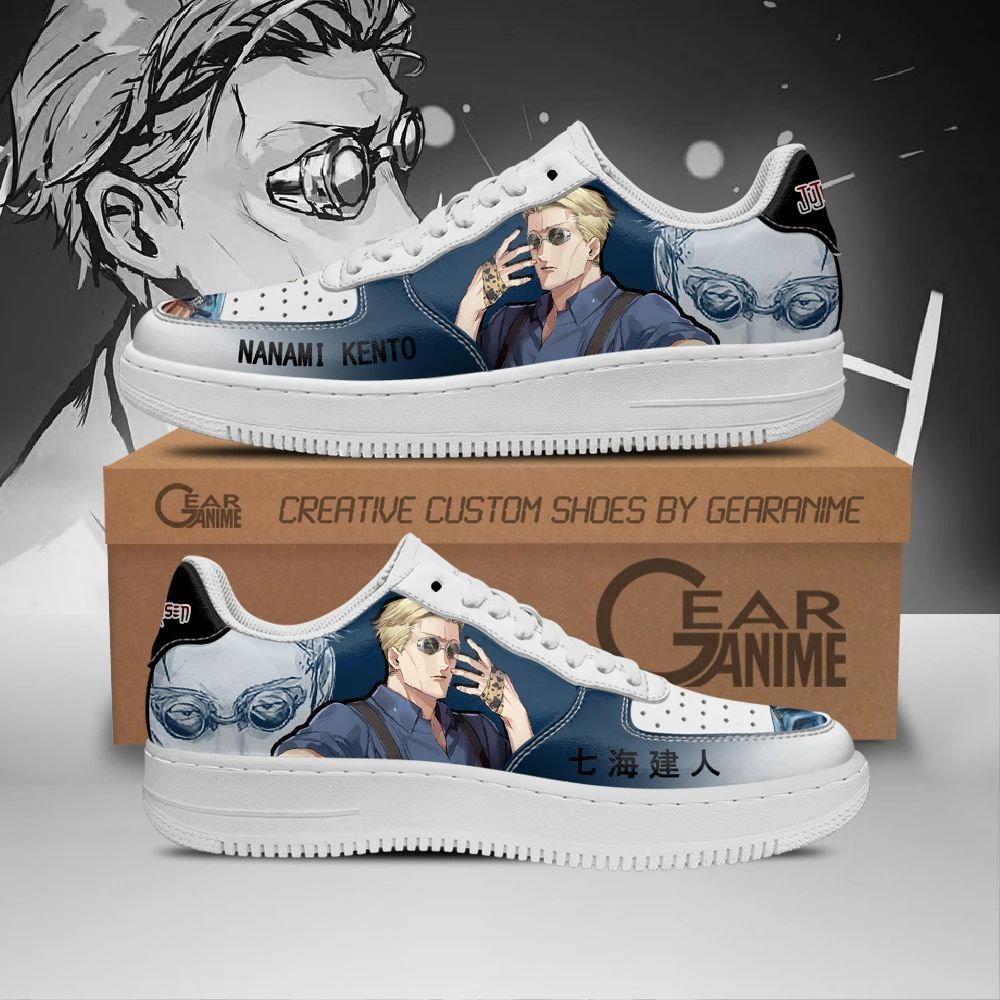 NANAMI KENTO
GEAR
ANIME
CREATIVE CUSTOM SHOES BY GEARANIME
GEAR
ANIME
七海建人